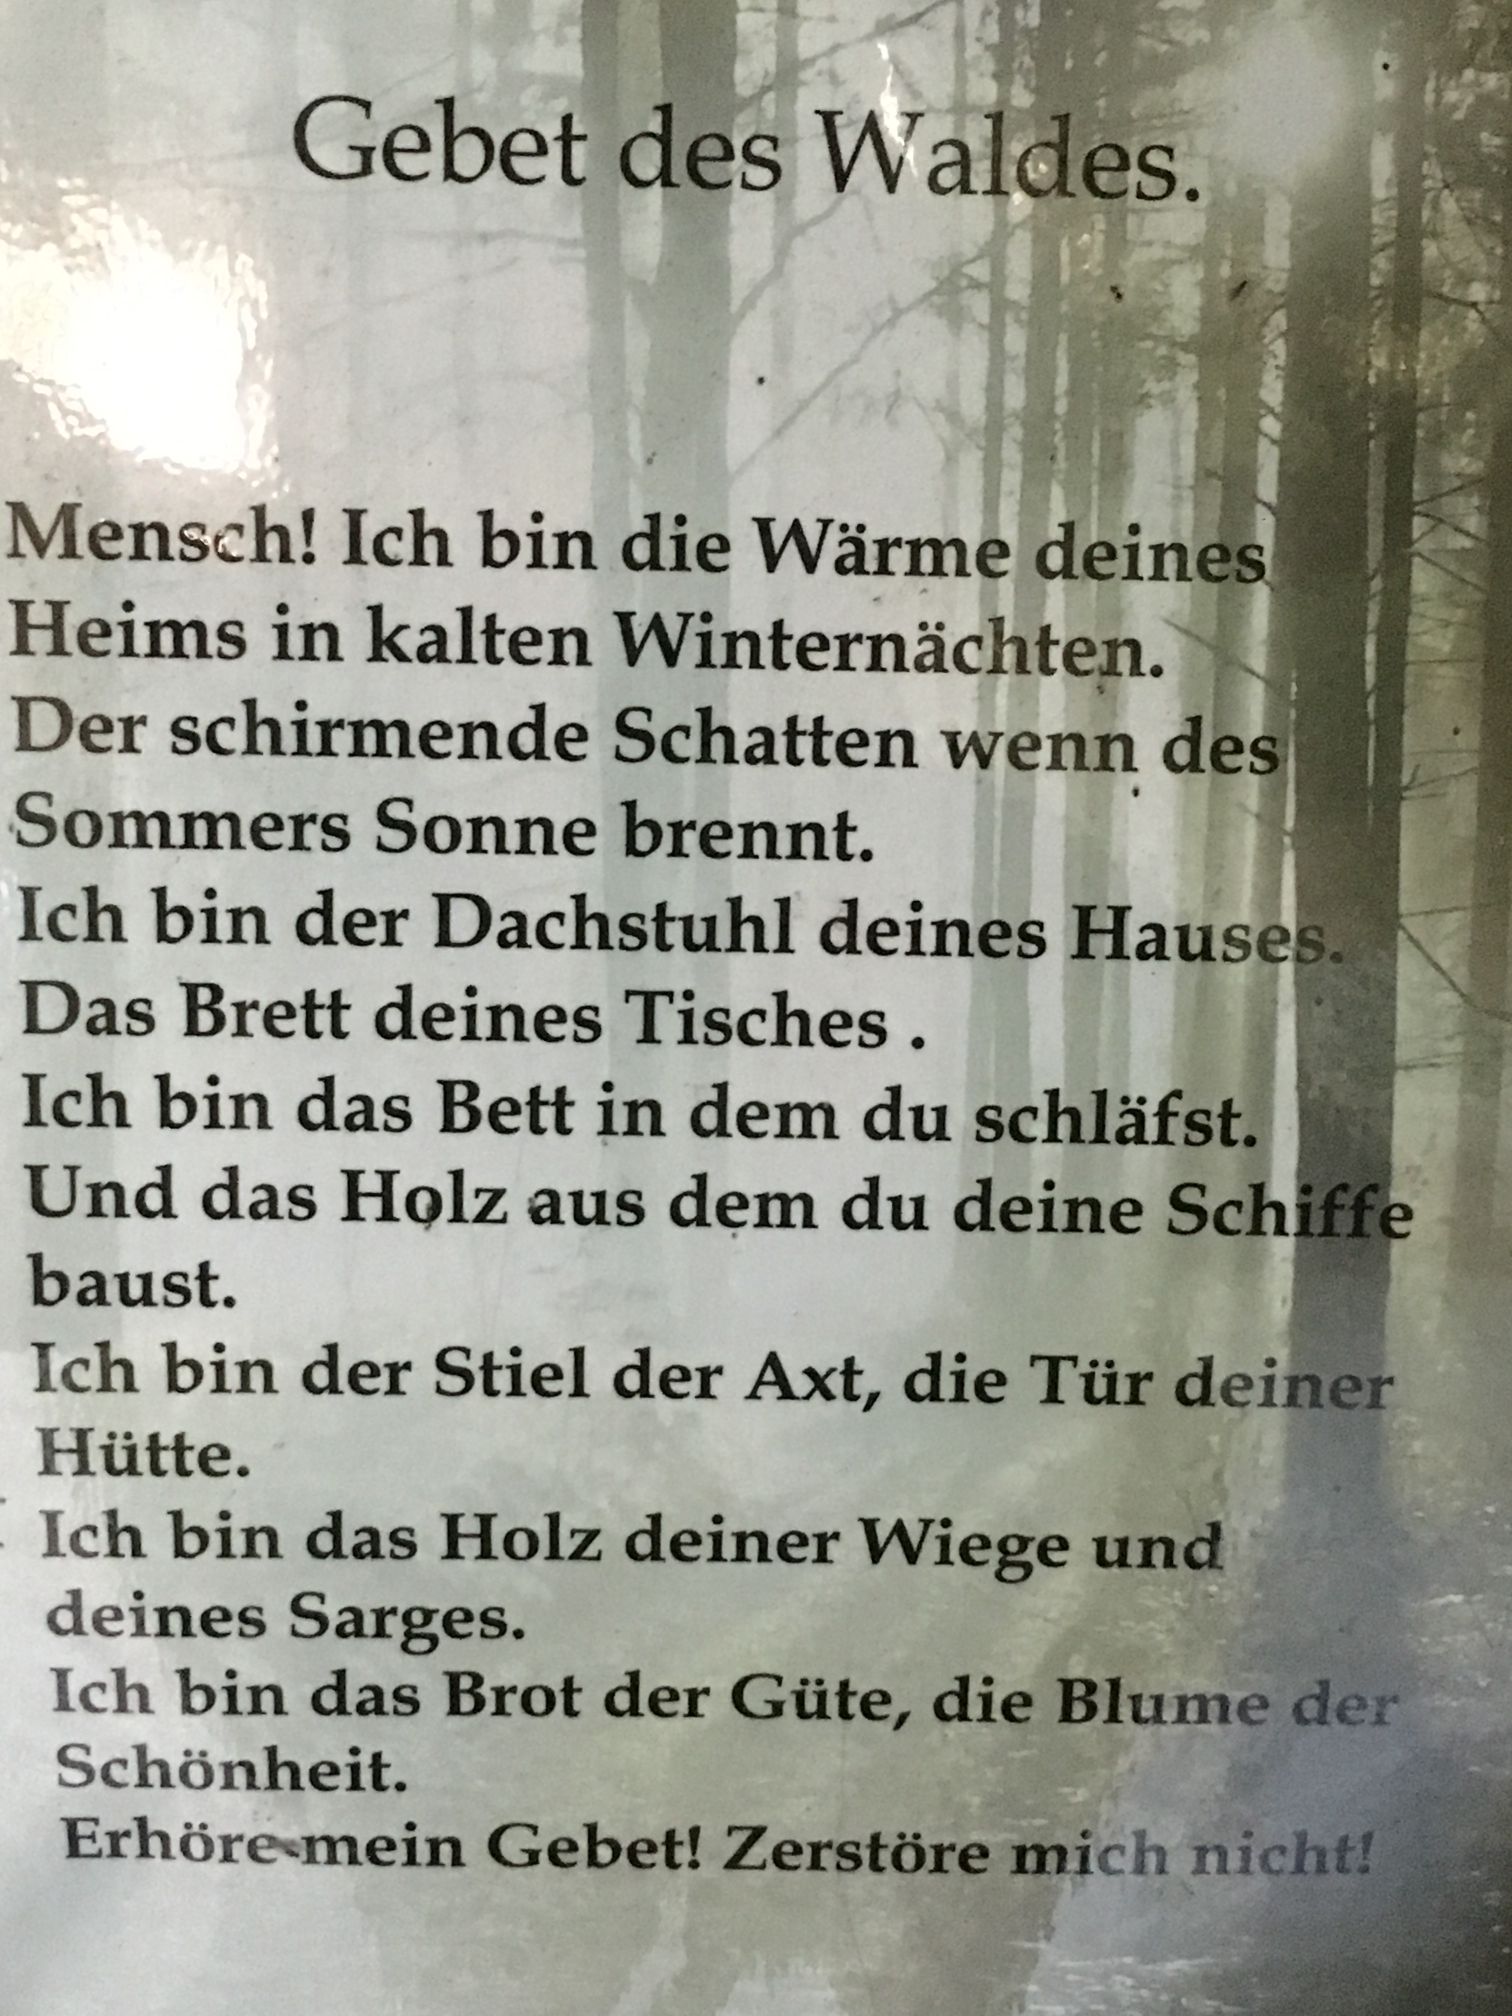 Gebet des Waldes.
Mensch! Ich bin die Wärme deines
Heims in kalten Winternächten.
Der schirmende Schatten wenn des
Sommers Sonne brennt.
Ich bin der Dachstuhl deines Hauses.
Das Brett deines Tisches .
Ich bin das Bett in dem du schläfst.
Und das Holz aus dem du deine Schiffe
baust.
Ich bin der Stiel der Axt, die Tür deiner
Hütte.
Ich bin das Holz deiner Wiege und
deines Sarges.
Ich bin das Brot der Güte, die Blume der
Schönheit.
Erhöre mein Gebet! Zerstöre mich nicht!